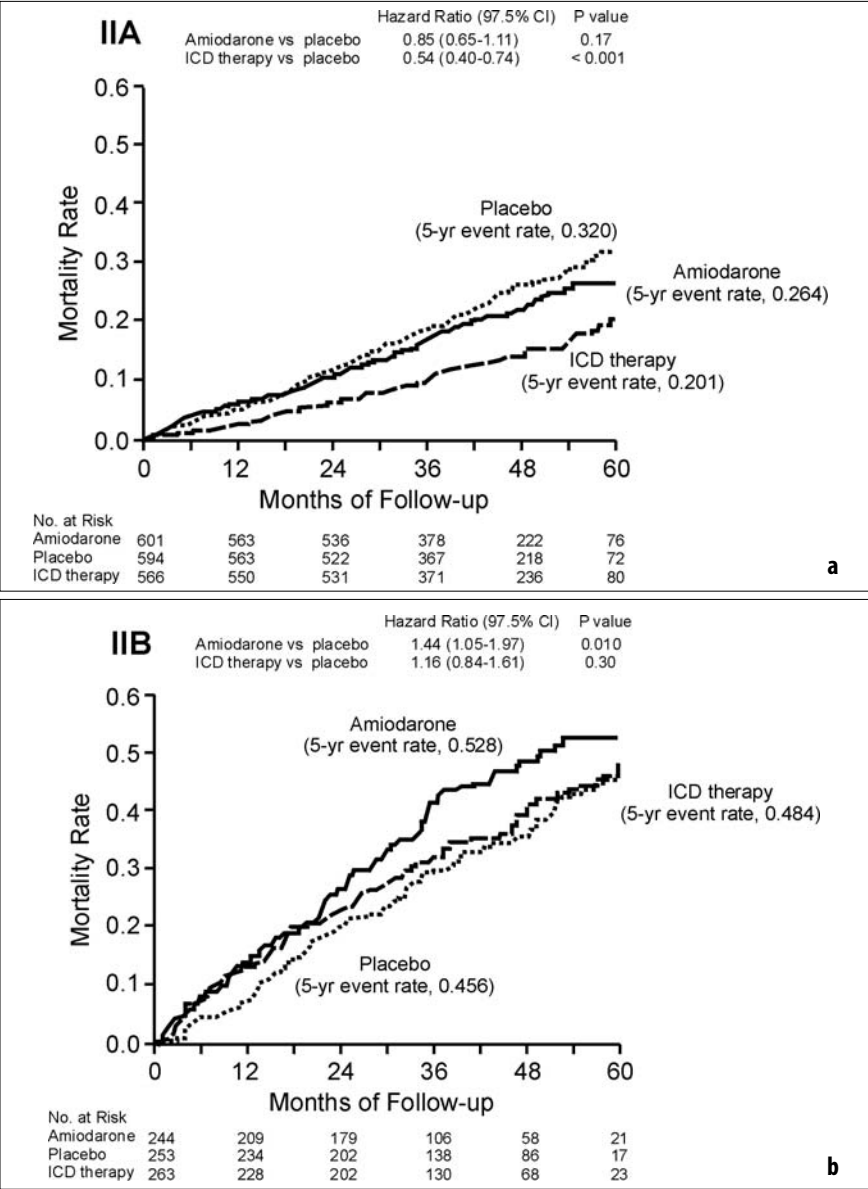 Hazard Ratio (97.5% CI) P value
IIA
Amiodarone vs placebo 0.85 (0.65-1.11) 0.17
ICD therapy vs placebo 0.54 (0.40-0.74) < 0.001
0.6
0.5
0.4
0.3
0.2
0.1
0.0
Mortality Rate
Placebo
(5-yr event rate, 0.320)
Amiodarone
(5-yr event rate, 0.264)
ICD therapy
(5-yr event rate, 0.201)
0 12 24 36 48 60
Months of Follow-up
No. at Risk
Amiodarone 601 563 536 378 222 76
Placebo 594 563 522 367 218 72
ICD therapy 566 550 531 371 236 80
a
Hazard Ratio (97.5% CI) P value
IIB
Amiodarone vs placebo 1.44 (1.05-1.97) 0.010
ICD therapy vs placebo 1.16 (0.84-1.61) 0.30
0.6
0.5
0.4
0.3
0.2
0.1
0.0
Mortality Rate
Amiodarone
(5-yr event rate, 0.528)
ICD therapy
(5-yr event rate, 0.484)
Placebo
(5-yr event rate, 0.456)
0 12 24 36 48 60
Months of Follow-up
No. at Risk
Amiodarone 244 209 179 106 58 21
Placebo 253 234 202 138 86 17
ICD therapy 263 228 202 130 68 23
b